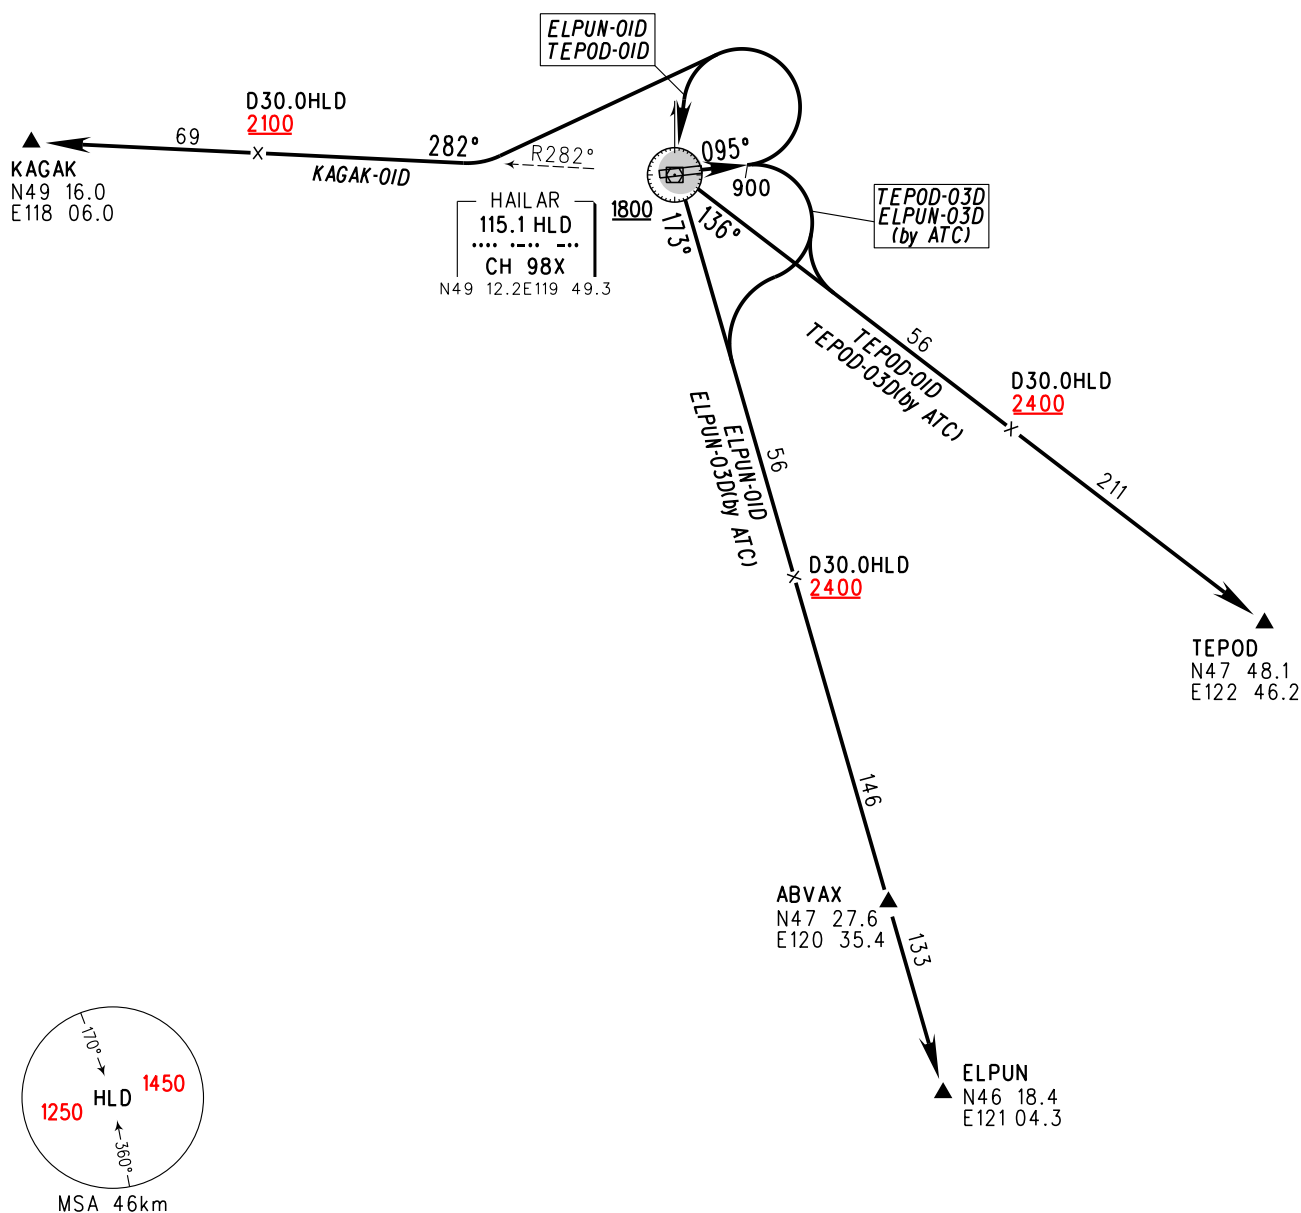 ELPUN-01D
TEPOD-01D
D30.0HLD
2100
69
282°
R282°
KAGAK-01D
KAGAK
N49 16.0
E118 06.0
095°
900
HAILAR
115.1 HLD
CH 98X
N49 12.2E119 49.3
1800
173°
136°
TEPOD-03D
ELPUN-03D
(by ATC)
56
TEPOD-01D
TEPOD-03D(by ATC)
D30.0HLD
2400
211
ELPUN-01D
ELPUN-03D(by ATC)
56
D30.0HLD
2400
TEPOD
N47 48.1
E122 46.2
146
ABVAX
N47 27.6
E120 35.4
133
ELPUN
N46 18.4
E121 04.3
170°
HLD
1450
1250
360°
MSA 46km